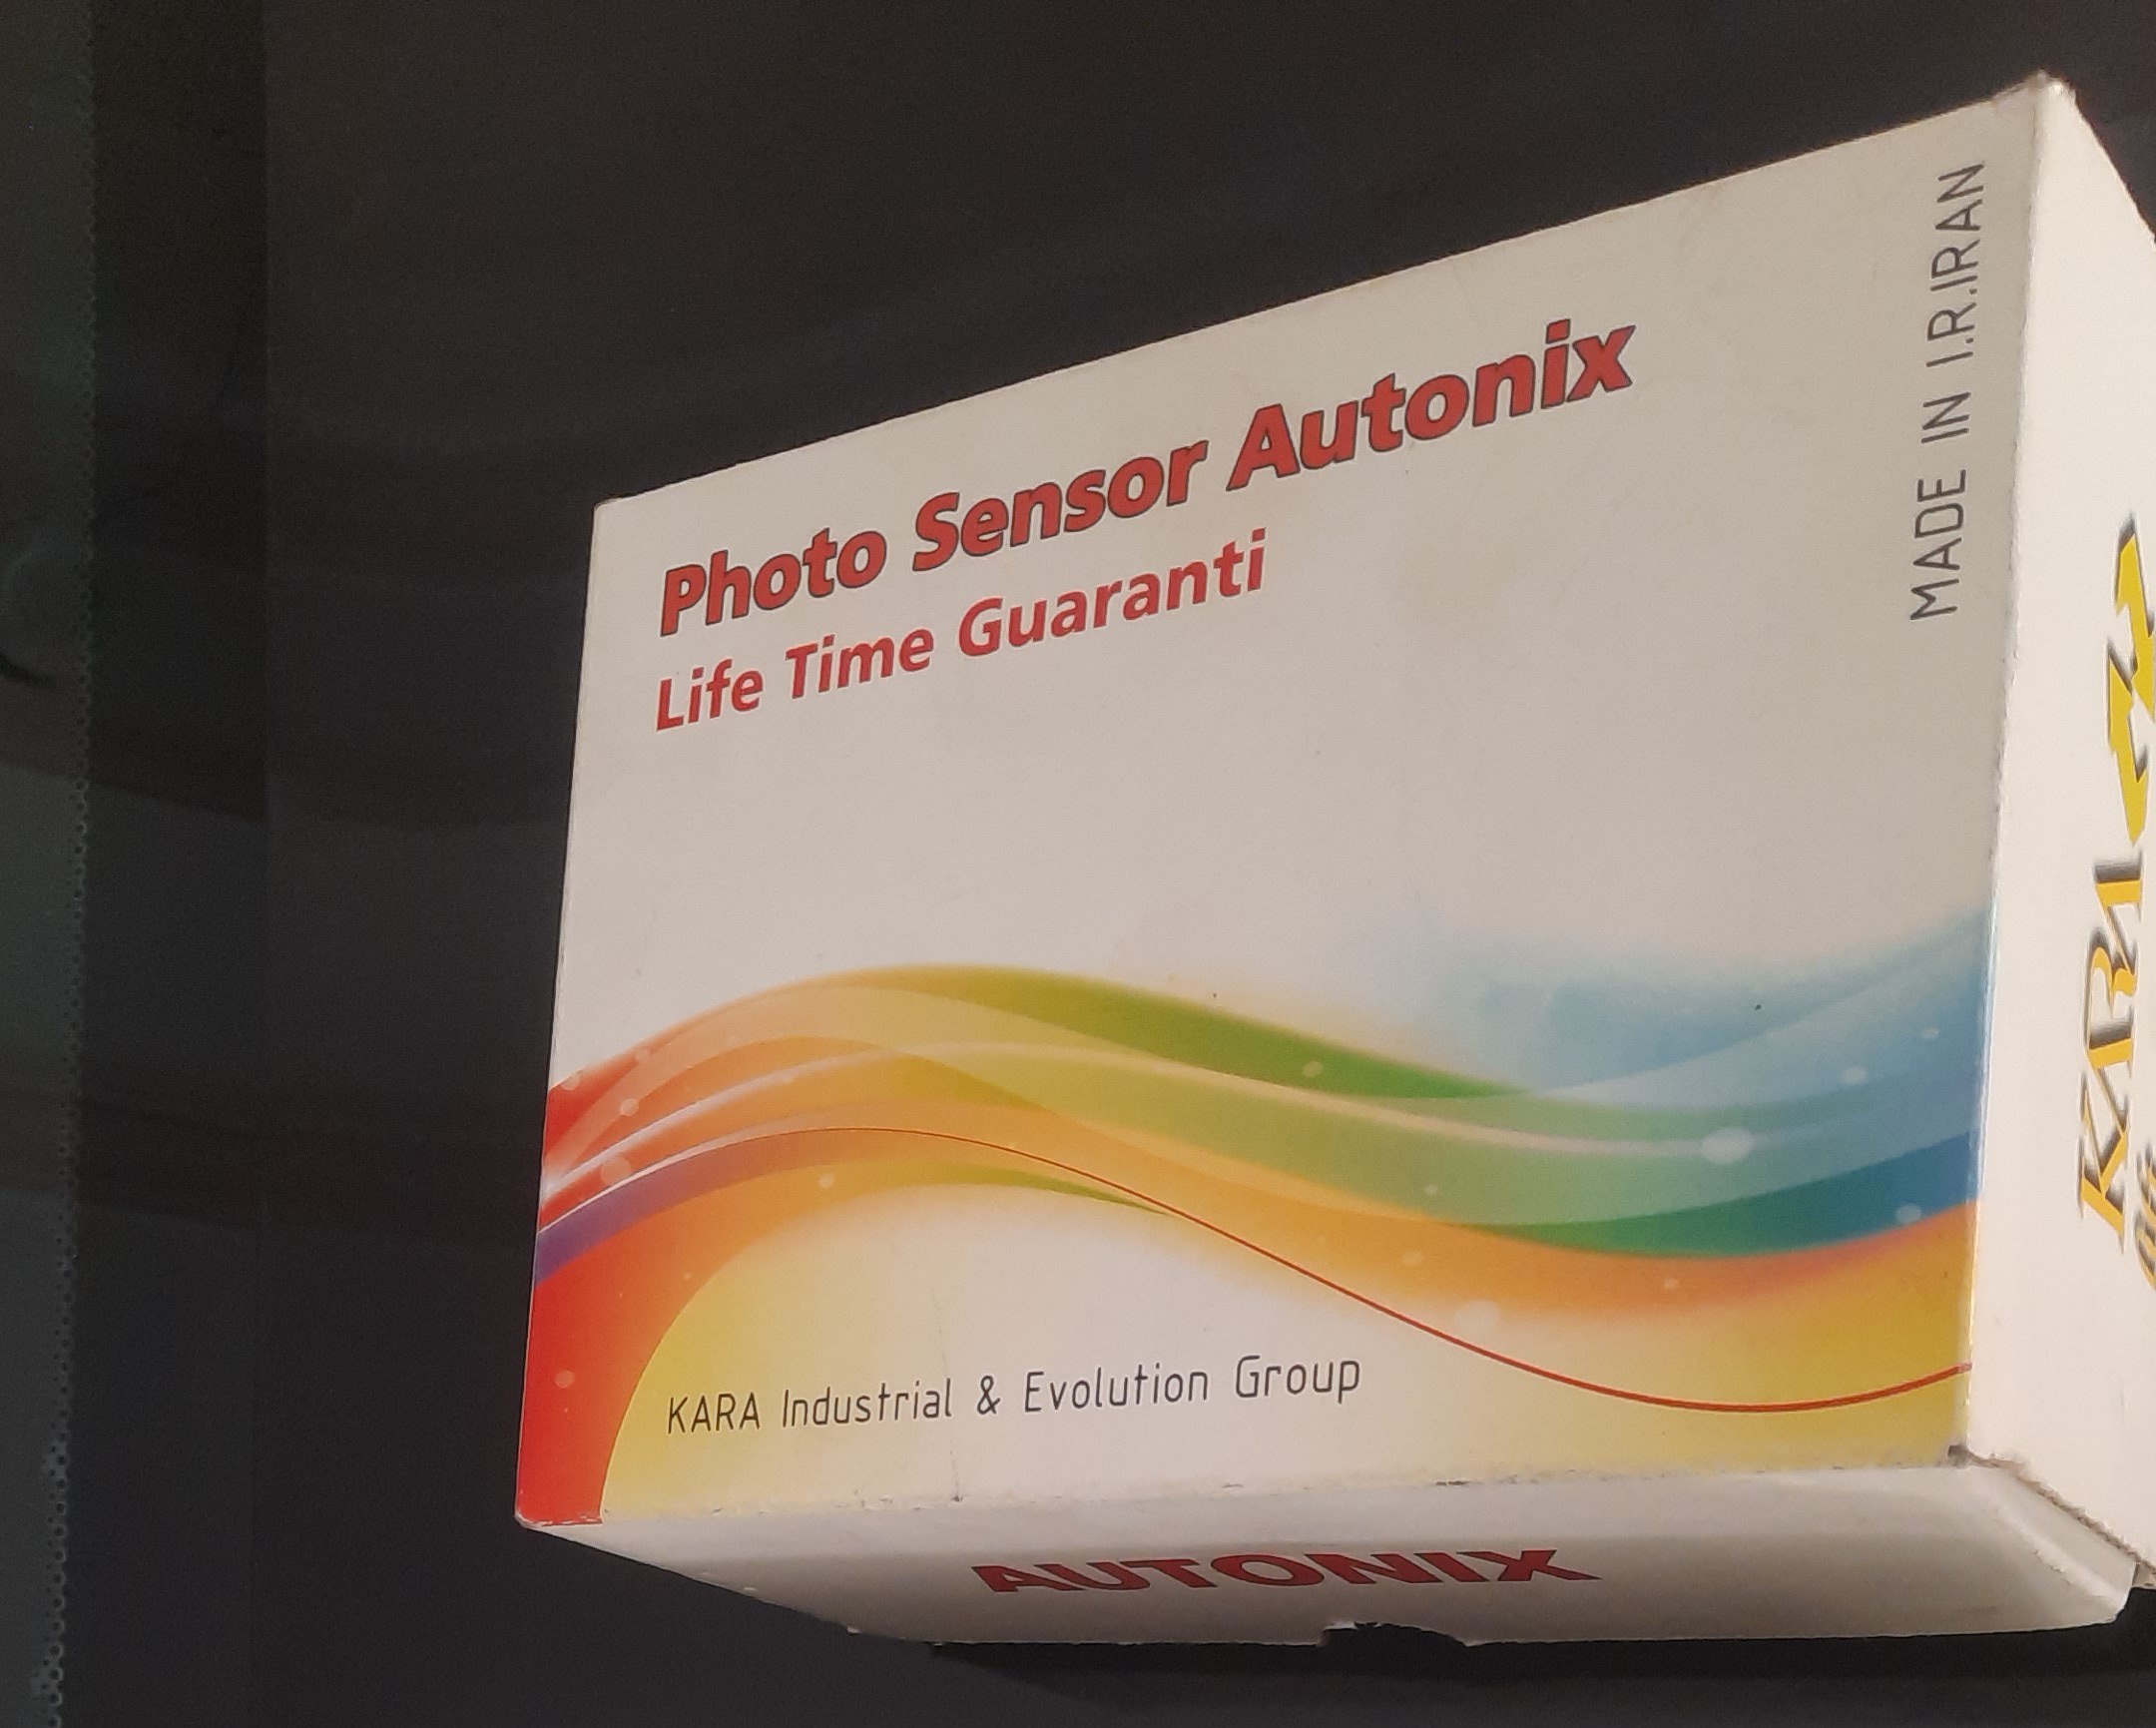 Photo Sensor Autonix
Life Time Guaranti
MADE IN I.R.IRAN
KARA Industrial & Evolution Group
AUTONIX
KARA